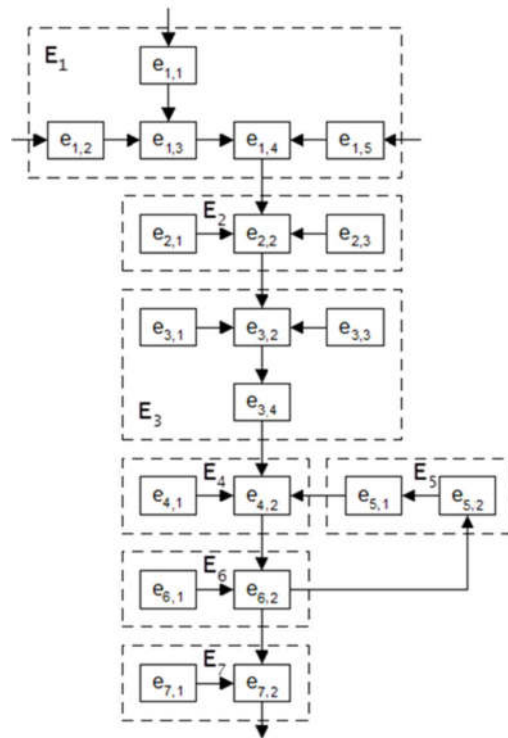 E1
e1,1
e1,2 e1,3 e1,4 e1,5
E2
e2,1 e2,2 e2,3
e3,1 e3,2 e3,3
e3,4
E3
E4 E5
e4,1 e4,2 e5,1 e5,2
E6
e6,1 e6,2
E7
e7,1 e7,2